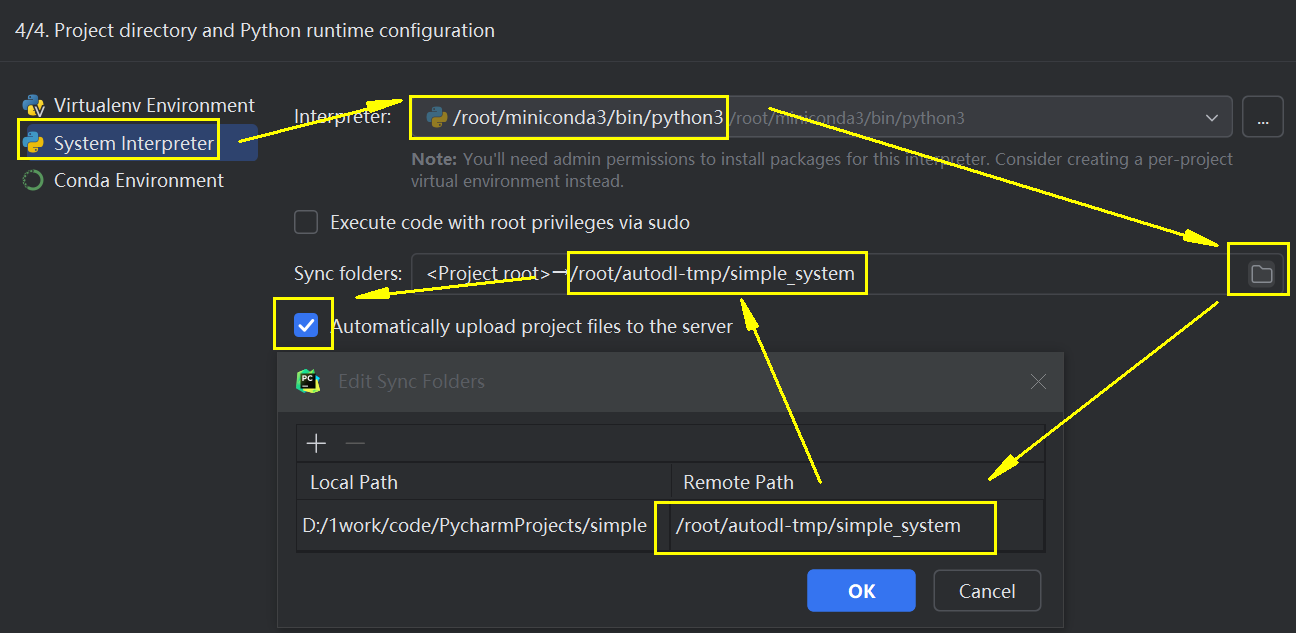 4/4. Project directory and Python runtime configuration
Virtualenv Environment
System Interpreter
Conda Environment
Interpreter: /root/miniconda3/bin/python3 /root/miniconda3/bin/python3 ...
Note: You'll need admin permissions to install packages for this interpreter. Consider creating a per-project
virtual environment instead.
Execute code with root privileges via sudo
Sync folders: <Project root>→/root/autodl-tmp/simple_system
Automatically upload project files to the server
PC Edit Sync Folders
Local Path Remote Path
D:/1work/code/PycharmProjects/simple /root/autodl-tmp/simple_system
OK Cancel